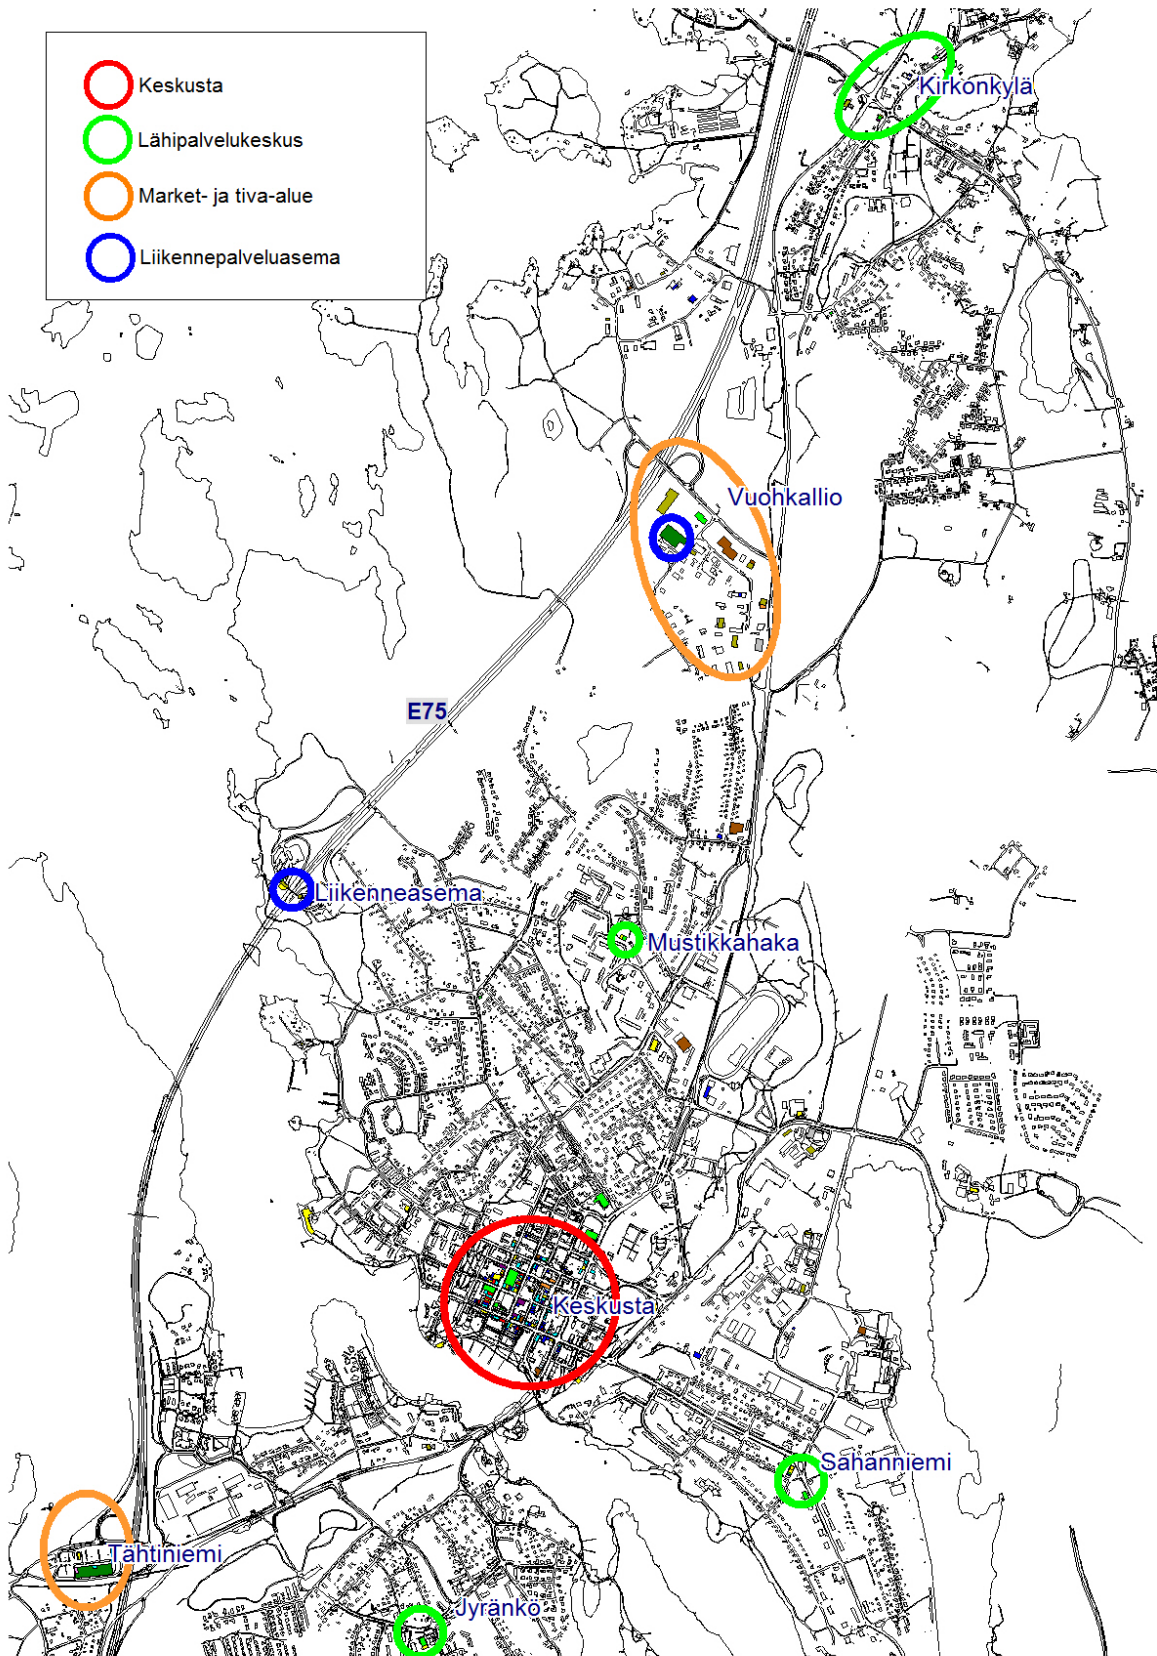 Keskusta
Lähipalvelukeskus
Market- ja tiva-alue
Liikennepalveluasema
Kirkonkylä
Vuohkallio
E75
Liikenneasema
Mustikkahaka
Keskusta
Sahanniemi
Tähtiniemi
Jyränkö